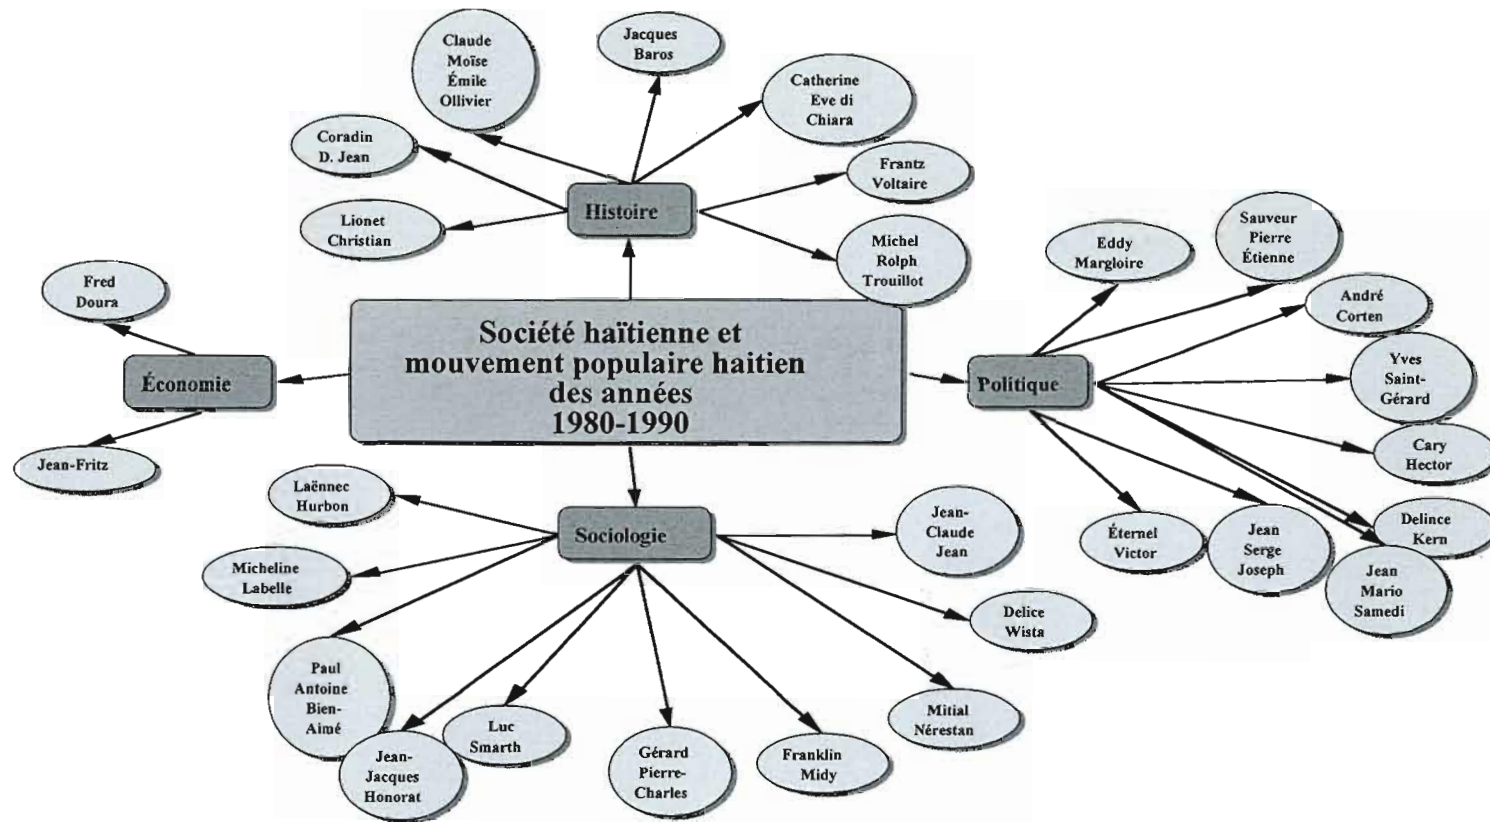 Claude
Moïse
Émile
Ollivier
Jacques
Baros
Catherine
Eve di
Chiara
Coradin
D. Jean
Frantz
Voltaire
Lionet
Christian
Histoire
Michel
Rolph
Trouillot
Eddy
Margloire
Sauveur
Pierre
Étienne
André
Corten
Fred
Doura
Société haïtienne et
mouvement populaire haitien
des années
1980-1990
Économie
Politique
Yves
Saint-
Gérard
Cary
Hector
Jean-Fritz
Laënnec
Hurbon
Sociologie
Jean-
Claude
Jean
Éternel
Victor
Jean
Serge
Joseph
Delince
Kern
Jean
Mario
Samedi
Micheline
Labelle
Delice
Wista
Paul
Antoine
Bien-
Aimé
Jean-
Jacques
Honorat
Luc
Smarth
Gérard
Pierre-
Charles
Franklin
Midy
Mitial
Nérestan